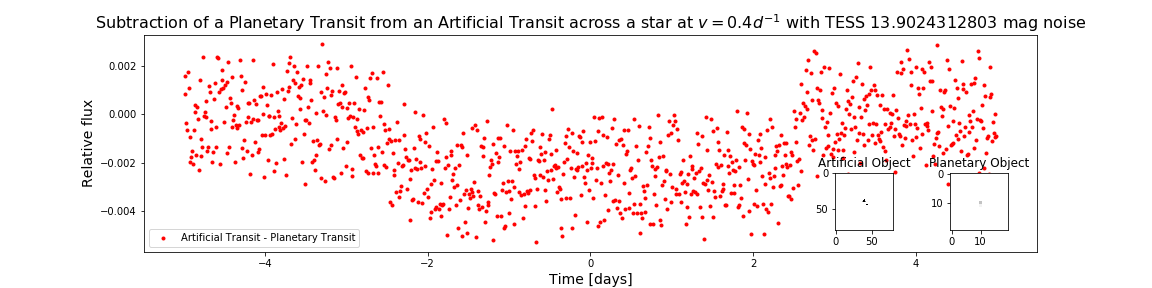 Subtraction of a Planetary Transit from an Artificial Transit across a star at v = 0.4d⁻¹ with TESS 13.9024312803 mag noise
Relative flux
0.002
0.000
−0.002
−0.004
Artificial Transit - Planetary Transit
Artificial Object
0
50
0 50
Planetary Object
0
10
0 10
−4 −2 0 2 4
Time [days]